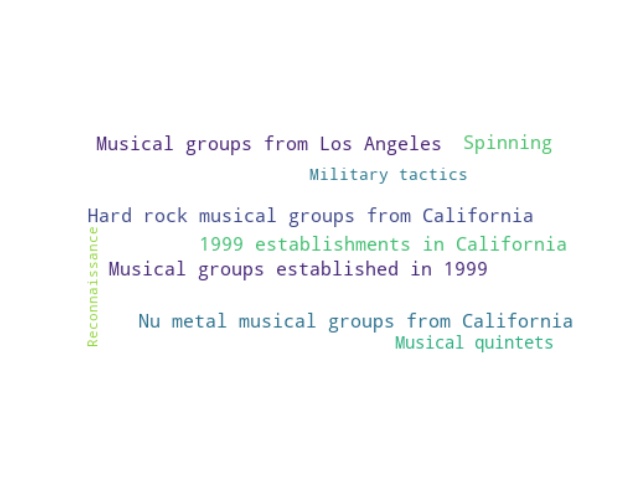 Musical groups from Los Angeles
Spinning
Military tactics
Hard rock musical groups from California
Reconnaissance
1999 establishments in California
Musical groups established in 1999
Nu metal musical groups from California
Musical quintets